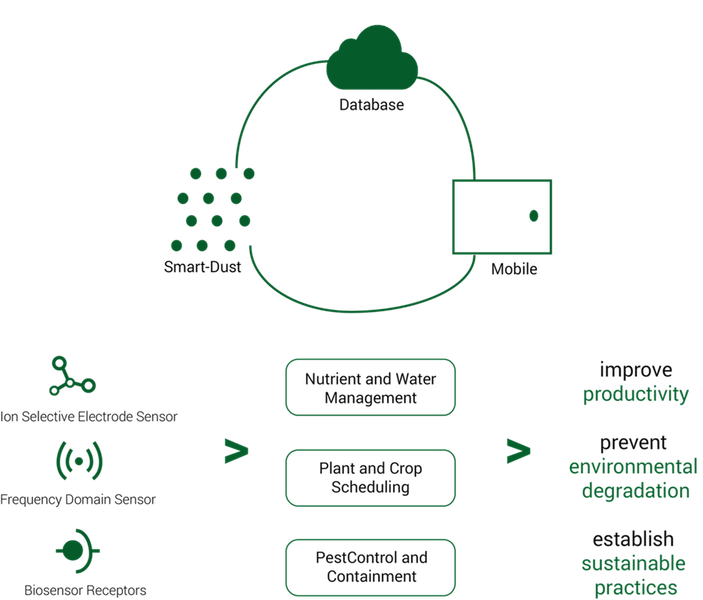 Database
Smart-Dust
Mobile
Ion Selective Electrode Sensor
Frequency Domain Sensor
Biosensor Receptors
>
Nutrient and Water
Management
Plant and Crop
Scheduling
PestControl and
Containment
>
improve
productivity
prevent
environmental
degradation
establish
sustainable
practices